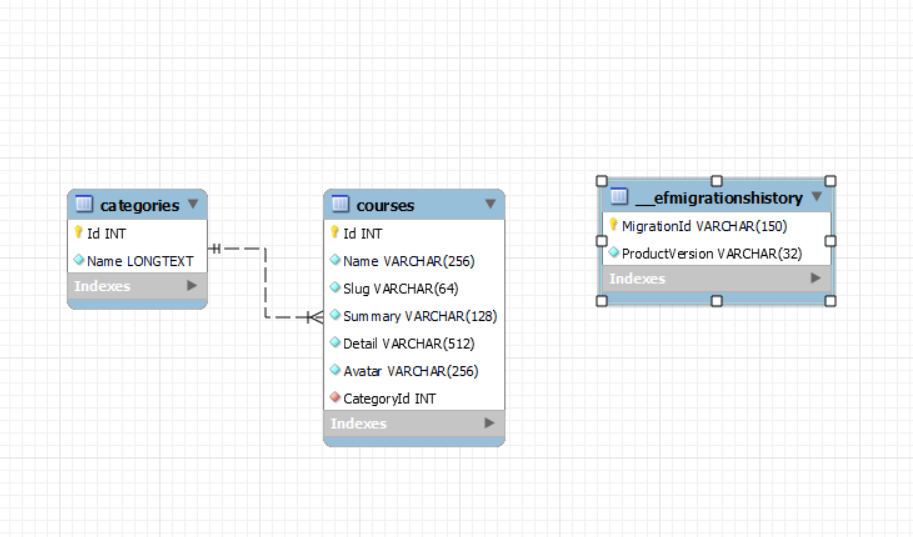 categories
Id INT
Name LONGTEXT
Indexes
courses
Id INT
Name VARCHAR(256)
Slug VARCHAR(64)
Summary VARCHAR(128)
Detail VARCHAR(512)
Avatar VARCHAR(256)
CategoryId INT
Indexes
__efmigrationshistory
MigrationId VARCHAR(150)
ProductVersion VARCHAR(32)
Indexes